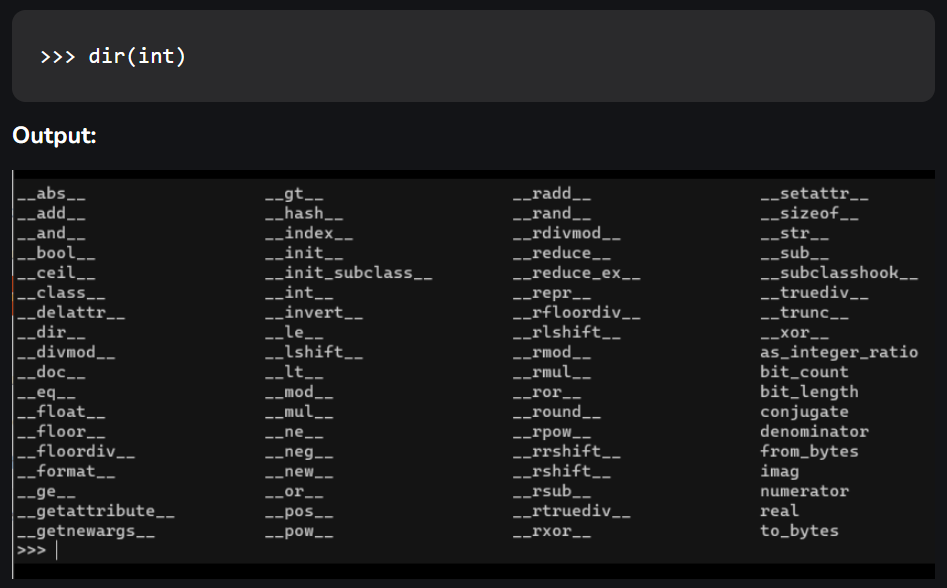 >>> dir(int)
Output:
__abs__ __gt__ __radd__ __setattr__
__add__ __hash__ __rand__ __sizeof__
__and__ __index__ __rdivmod__ __str__
__bool__ __init__ __reduce__ __sub__
__ceil__ __init_subclass__ __reduce_ex__ __subclasshook__
__class__ __int__ __repr__ __truediv__
__delattr__ __invert__ __rfloordiv__ __trunc__
__dir__ __le__ __rlshift__ __xor__
__divmod__ __lshift__ __rmod__ as_integer_ratio
__doc__ __lt__ __rmul__ bit_count
__eq__ __mod__ __ror__ bit_length
__float__ __mul__ __round__ conjugate
__floor__ __ne__ __rpow__ denominator
__floordiv__ __neg__ __rrshift__ from_bytes
__format__ __new__ __rshift__ imag
__ge__ __or__ __rsub__ numerator
__getattribute__ __pos__ __rtruediv__ real
__getnewargs__ __pow__ __rxor__ to_bytes
>>>